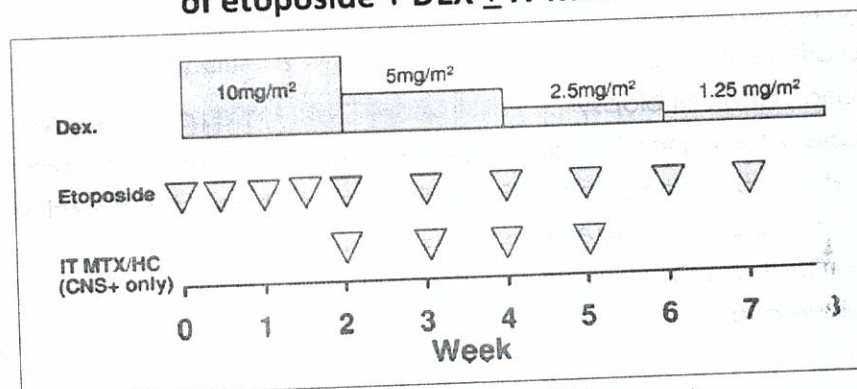 of etoposide + DEX ±
10mg/m²
5mg/m²
2.5mg/m²
1.25 mg/m²
Dex.
Etoposide
IT MTX/HC
(CNS+ only)
0 1 2 3 4 5 6 7
Week